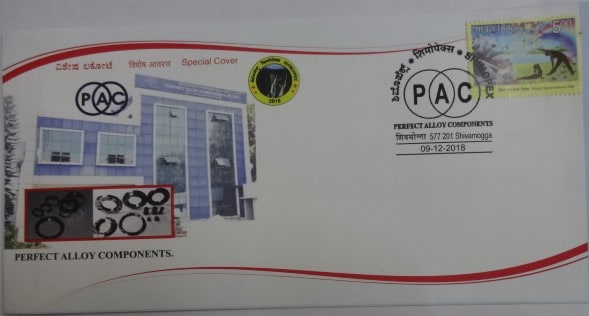 ವಿಶೇಷ ಲಕೋಟೆ विशेष आवरण Special Cover
PAC
2018
PERFECT ALLOY COMPONENTS.
ಶಿಮೊಪೆಕ್ಸ್ • शिमोपेक्स •
PAC
PERFECT ALLOY COMPONENTS
शिवमोग्गा 577 201 Shivamogga
09-12-2018
5.00